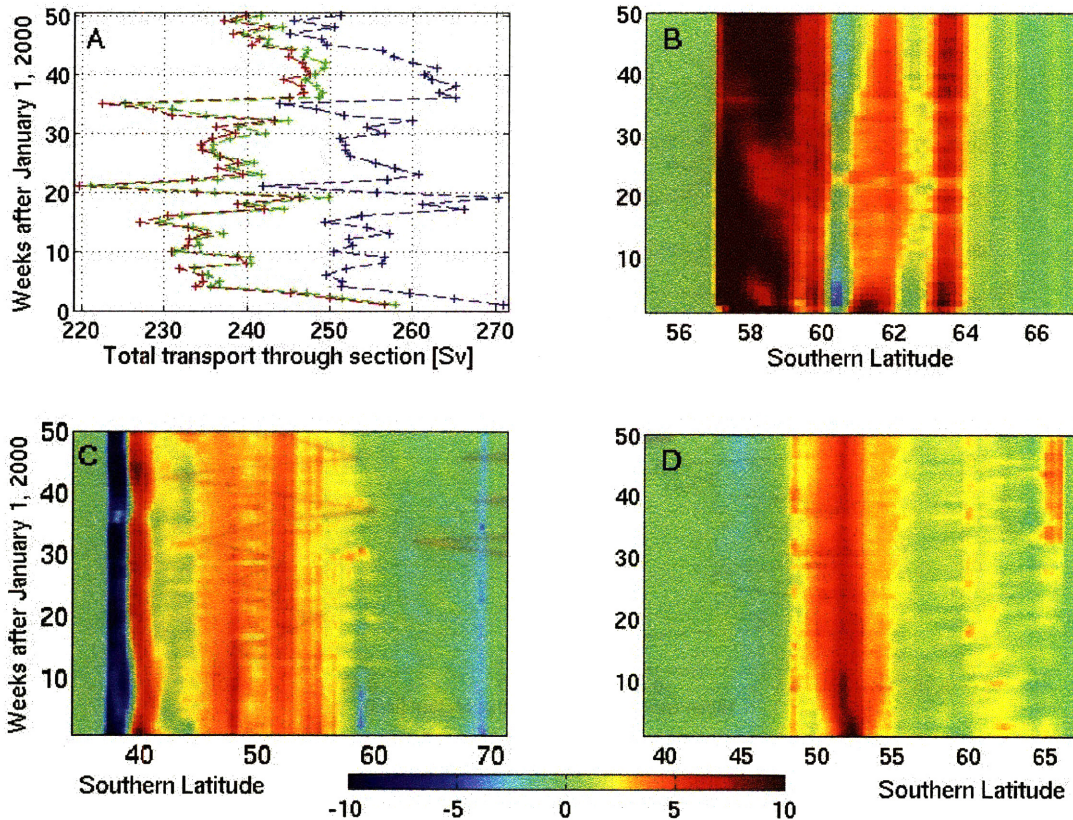 A
50
40
30
20
10
0
Weeks after January 1, 2000
220 230 240 250 260 270
Total transport through section [Sv]
B
50
40
30
20
10
56 58 60 62 64 66
Southern Latitude
C
50
40
30
20
10
Weeks after January 1, 2000
40 50 60 70
Southern Latitude
D
50
40
30
20
10
40 45 50 55 60 65
Southern Latitude
-10 -5 0 5 10